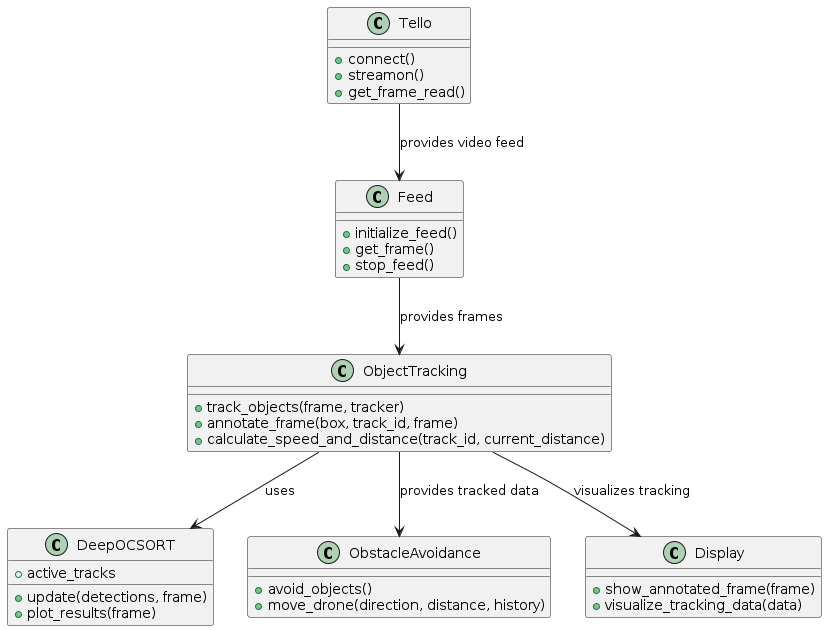 C Tello
connect()
streamon()
get_frame_read()
provides video feed
C Feed
initialize_feed()
get_frame()
stop_feed()
provides frames
C ObjectTracking
track_objects(frame, tracker)
annotate_frame(box, track_id, frame)
calculate_speed_and_distance(track_id, current_distance)
uses
provides tracked data
visualizes tracking
C DeepOCSORT
active_tracks
update(detections, frame)
plot_results(frame)
C ObstacleAvoidance
avoid_objects()
move_drone(direction, distance, history)
C Display
show_annotated_frame(frame)
visualize_tracking_data(data)